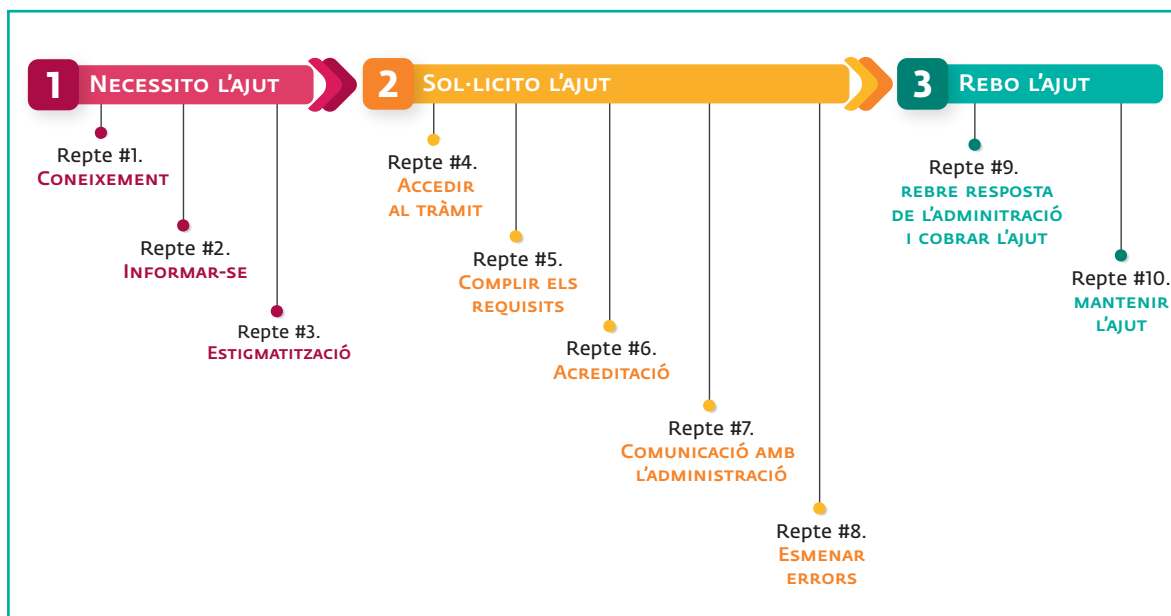 1 Necessito l'ajut
Repte #1.
Coneixement
Repte #2.
Informar-se
Repte #3.
Estigmatització
2 Sol·licito l'ajut
Repte #4.
Accedir
al tràmit
Repte #5.
Complir els
requisits
Repte #6.
Acreditació
Repte #7.
Comunicació amb
l'administració
Repte #8.
Esmenar
errors
3 Rebo l'ajut
Repte #9.
rebre resposta
de l'adminitració
i cobrar l'ajut
Repte #10.
mantenir
l'ajut